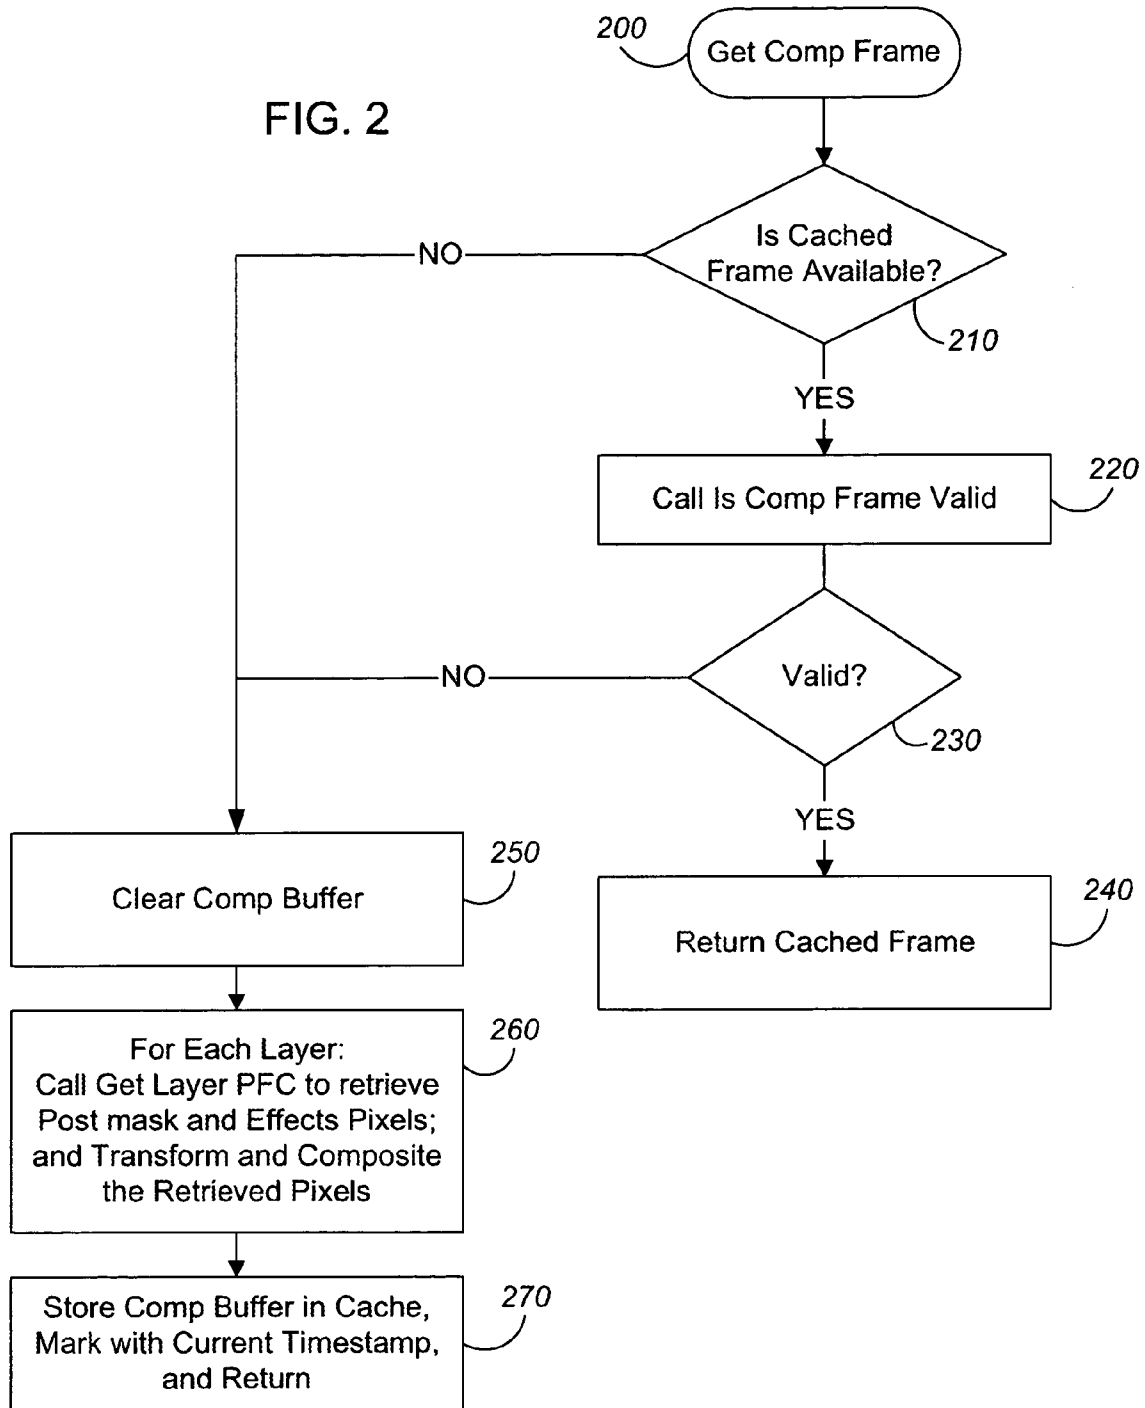 200
Get Comp Frame
FIG. 2
Is Cached
Frame Available?
NO
210
YES
220
Call Is Comp Frame Valid
Valid?
NO
230
YES
250
Clear Comp Buffer
240
Return Cached Frame
260
For Each Layer:
Call Get Layer PFC to retrieve
Post mask and Effects Pixels;
and Transform and Composite
the Retrieved Pixels
270
Store Comp Buffer in Cache,
Mark with Current Timestamp,
and Return